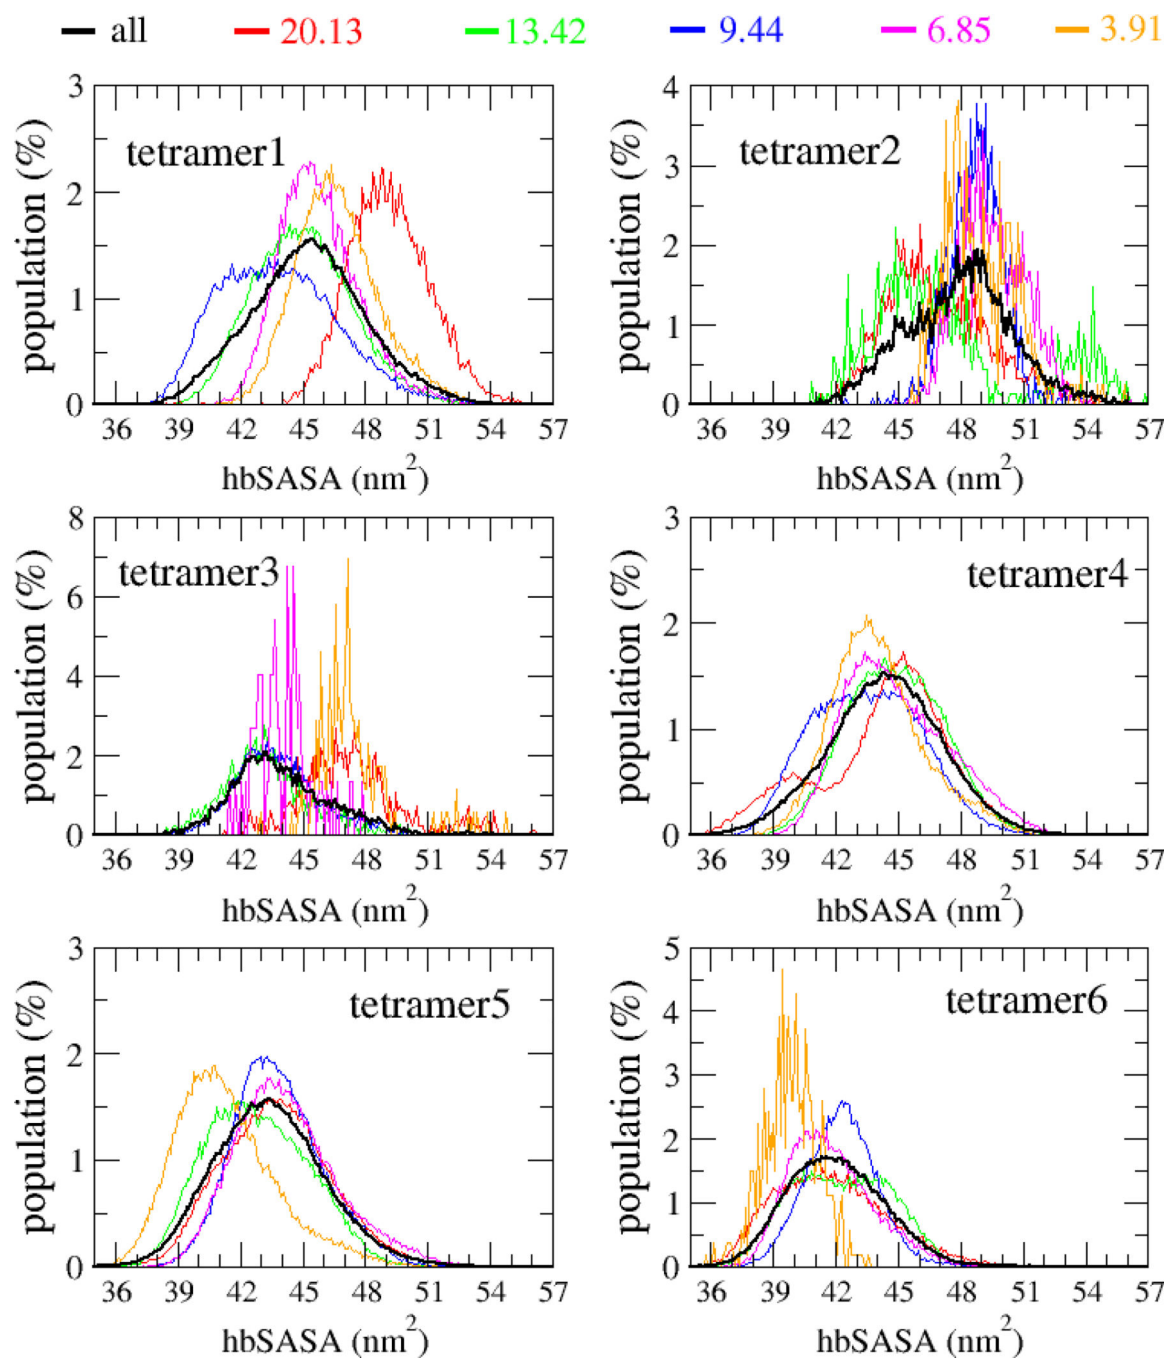 all 20.13 13.42 9.44 6.85 3.91
tetramer1
population (%)
3
2
1
0
36 39 42 45 48 51 54 57
hbSASA (nm²)
tetramer2
population (%)
4
3
2
1
0
36 39 42 45 48 51 54 57
hbSASA (nm²)
tetramer3
population (%)
8
6
4
2
0
36 39 42 45 48 51 54 57
hbSASA (nm²)
tetramer4
population (%)
3
2
1
0
36 39 42 45 48 51 54 57
hbSASA (nm²)
tetramer5
population (%)
3
2
1
0
36 39 42 45 48 51 54 57
hbSASA (nm²)
tetramer6
population (%)
5
4
3
2
1
0
36 39 42 45 48 51 54 57
hbSASA (nm²)